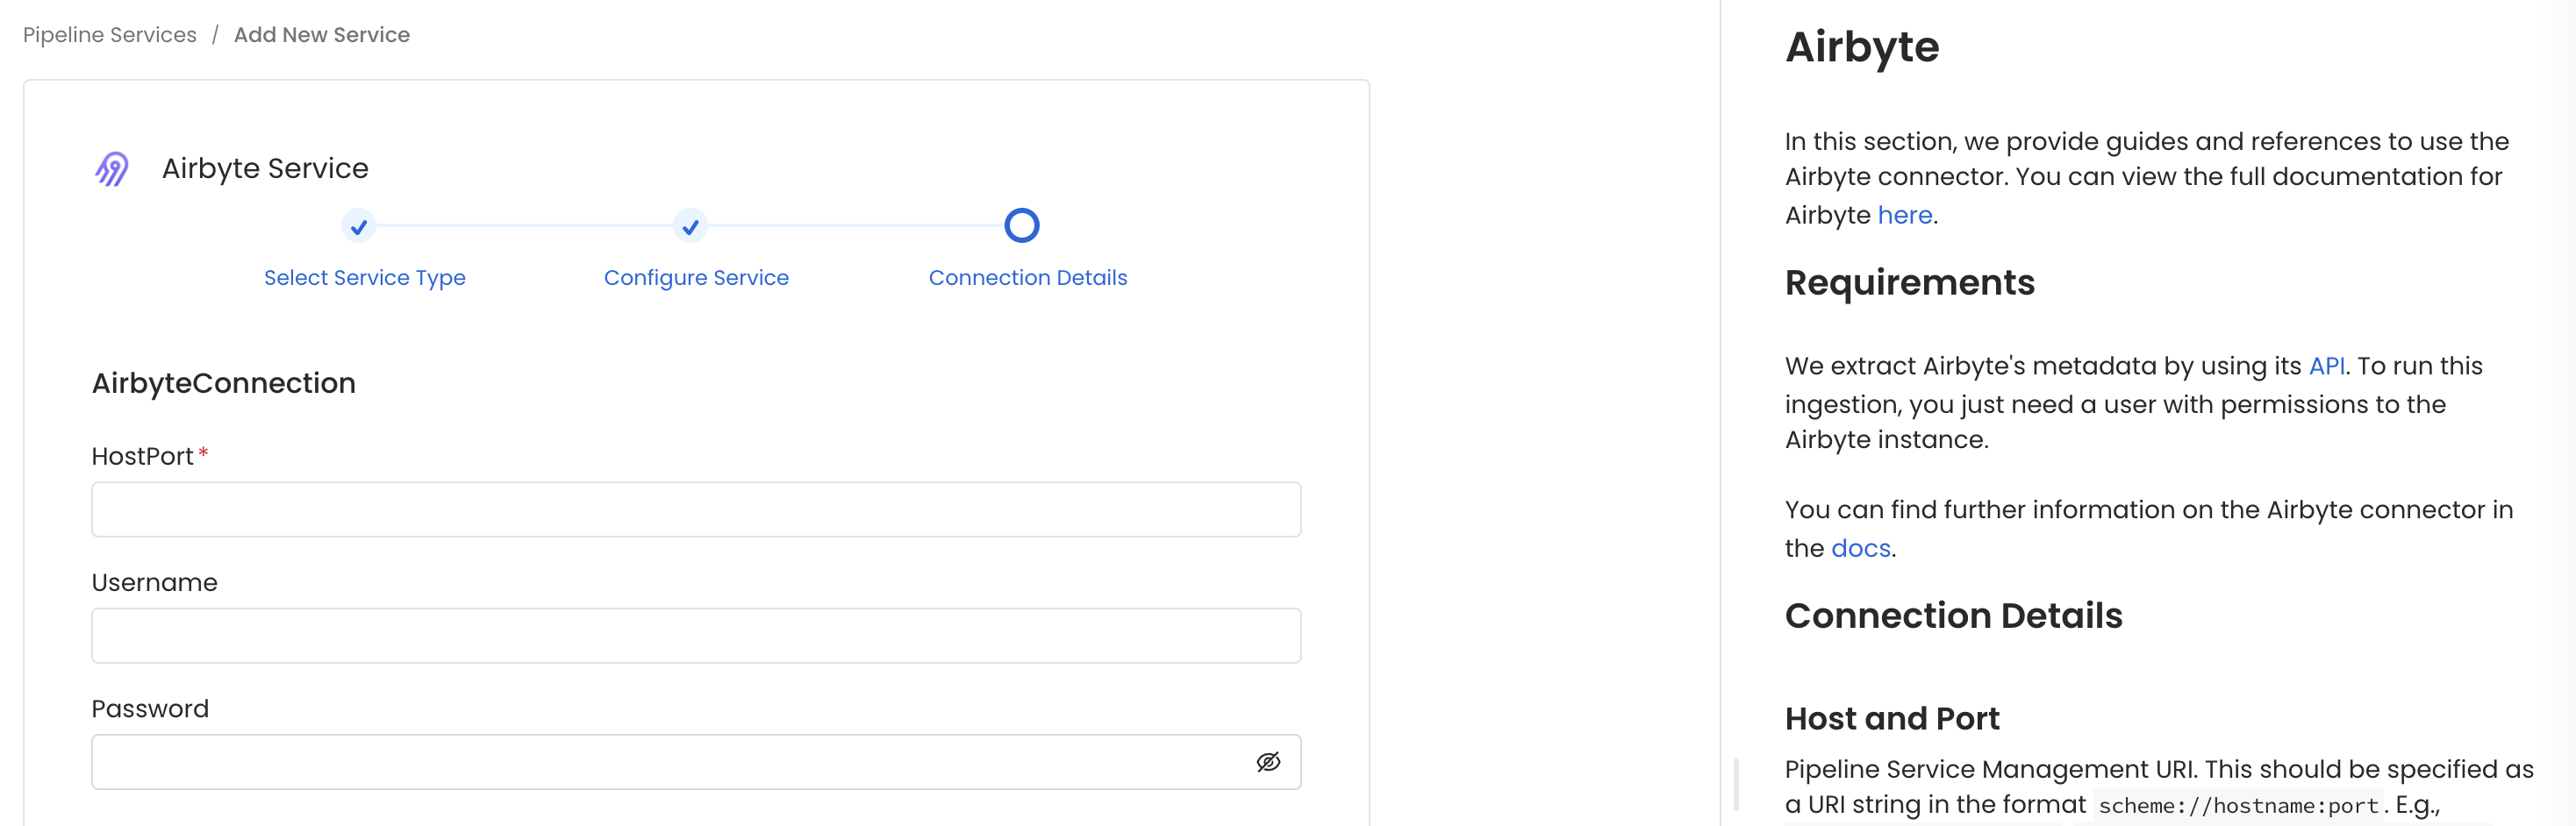 Pipeline Services / Add New Service
Airbyte Service
Select Service Type
Configure Service
Connection Details
AirbyteConnection
HostPort*
Username
Password
Airbyte
In this section, we provide guides and references to use the
Airbyte connector. You can view the full documentation for
Airbyte here.
Requirements
We extract Airbyte's metadata by using its API. To run this
ingestion, you just need a user with permissions to the
Airbyte instance.
You can find further information on the Airbyte connector in
the docs.
Connection Details
Host and Port
Pipeline Service Management URI. This should be specified as
a URI string in the format scheme://hostname:port. E.g.,